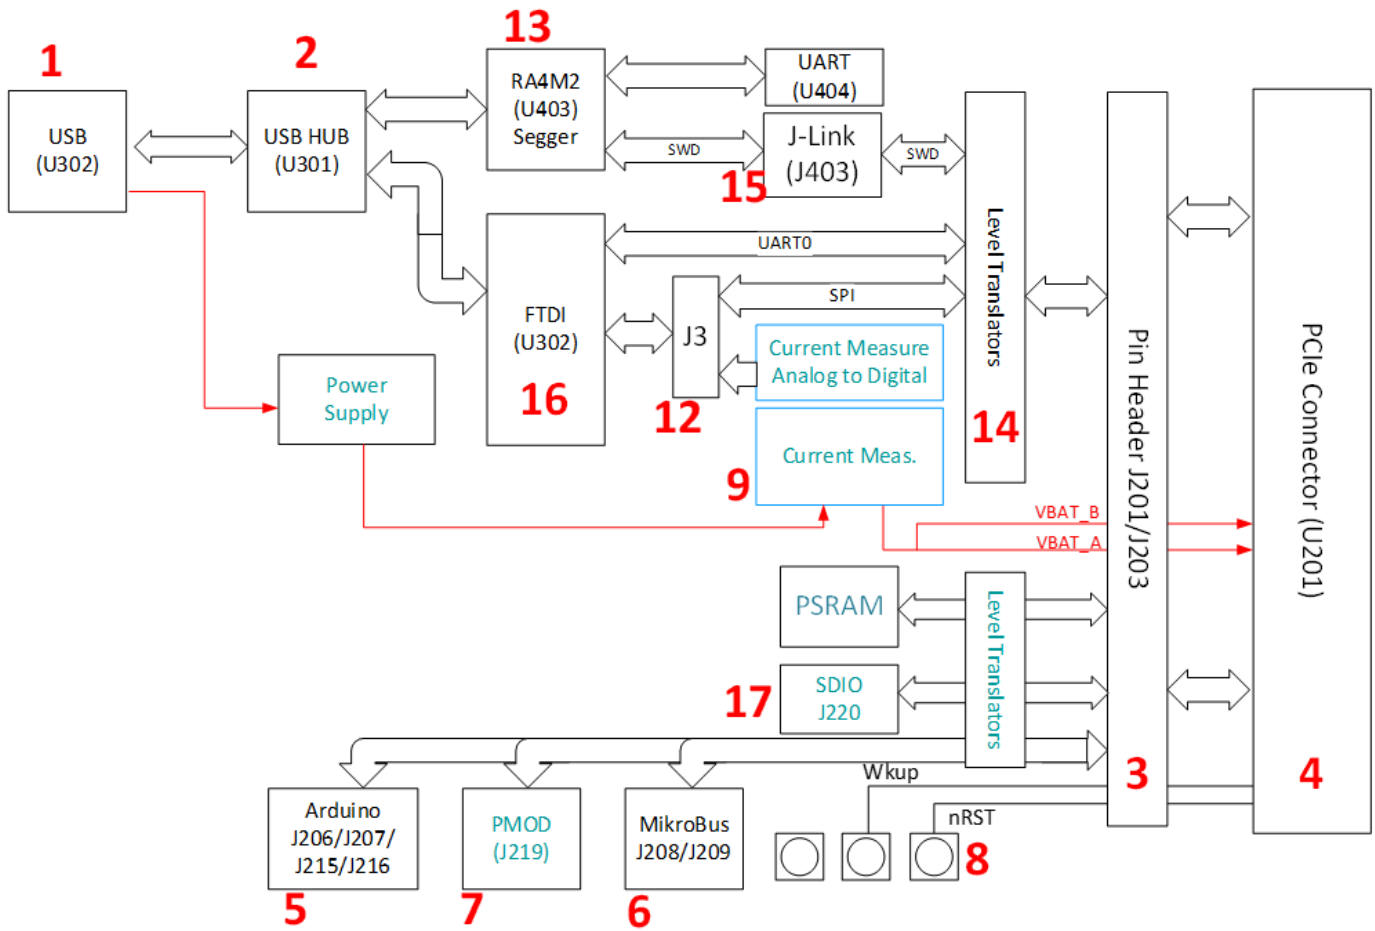 1
USB
(U302)
2
USB HUB
(U301)
13
RA4M2
(U403)
Segger
UART
(U404)
SWD
15
J-Link
(J403)
SWD
16
FTDI
(U302)
UART0
12
J3
SPI
Current Measure
Analog to Digital
9
Current Meas.
14
Level Translators
Power
Supply
VBAT_B
VBAT_A
3
Pin Header J201/J203
4
PCIe Connector (U201)
PSRAM
17
SDIO
J220
Level Translators
Wkup
nRST
8
Arduino
J206/J207/
J215/J216
5
PMOD
(J219)
7
MikroBus
J208/J209
6